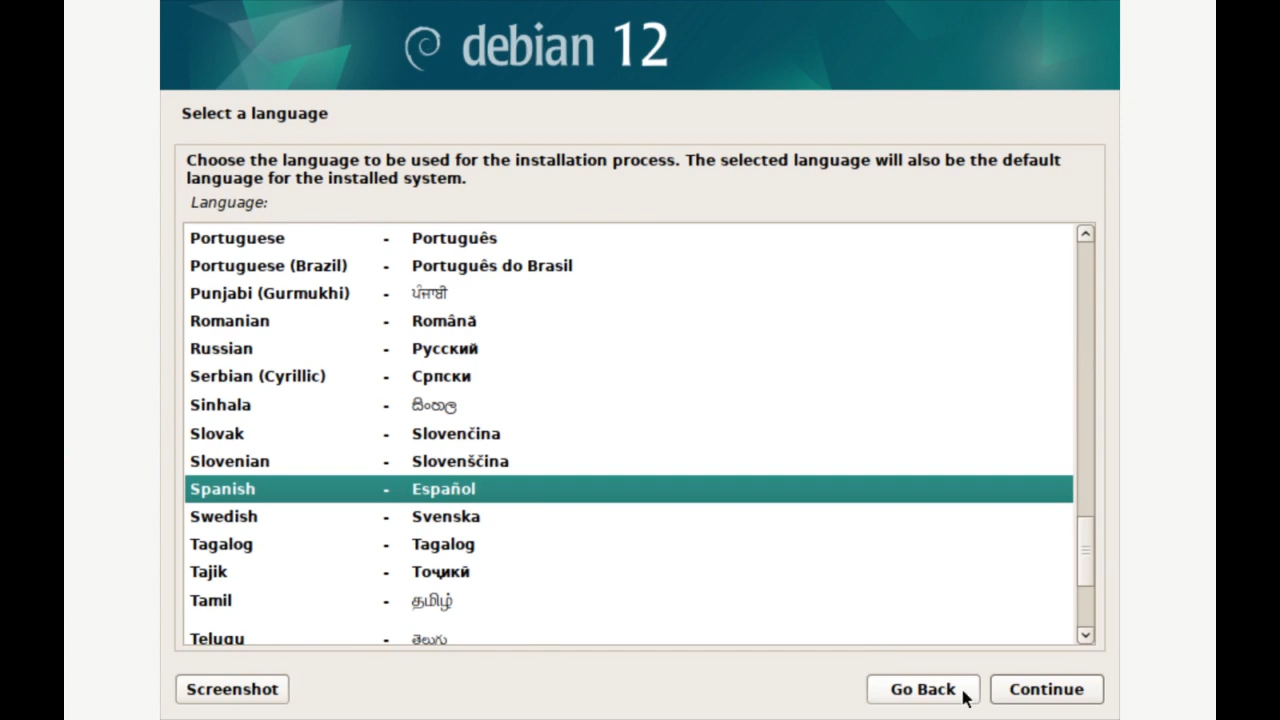 debian 12
Select a language
Choose the language to be used for the installation process. The selected language will also be the default
language for the installed system.
Language:
Portuguese - Português
Portuguese (Brazil) - Português do Brasil
Punjabi (Gurmukhi) - ਪੰਜਾਬੀ
Romanian - Română
Russian - Русский
Serbian (Cyrillic) - Српски
Sinhala - සිංහල
Slovak - Slovenčina
Slovenian - Slovenščina
Spanish - Español
Swedish - Svenska
Tagalog - Tagalog
Tajik - Тоҷикӣ
Tamil - தமிழ்
Telugu - తెలుగు
Screenshot Go Back Continue